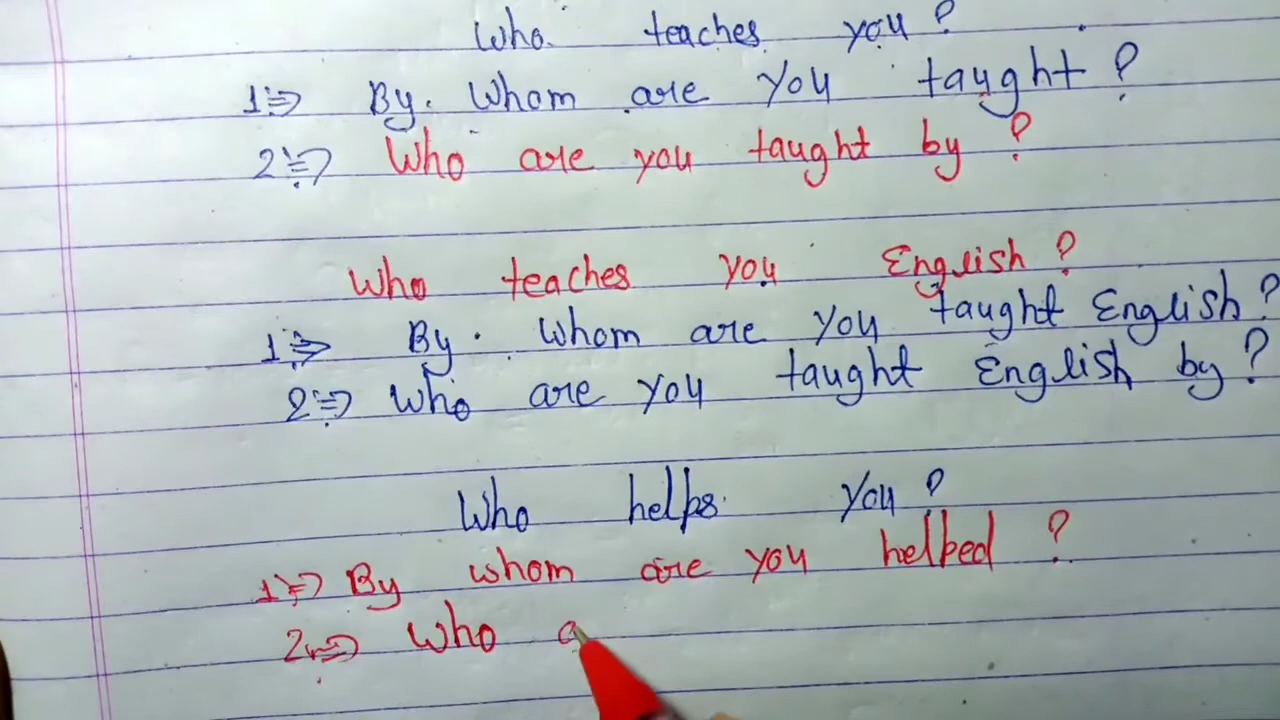 Who teaches you?
1⇒ By. Whom are you taught?
2⇒ Who are you taught by?
Who teaches you English?
1⇒ By. Whom are you taught English?
2⇒ Who are you taught English by?
Who helps you?
1⇒ By whom are you helped?
2⇒ Who a